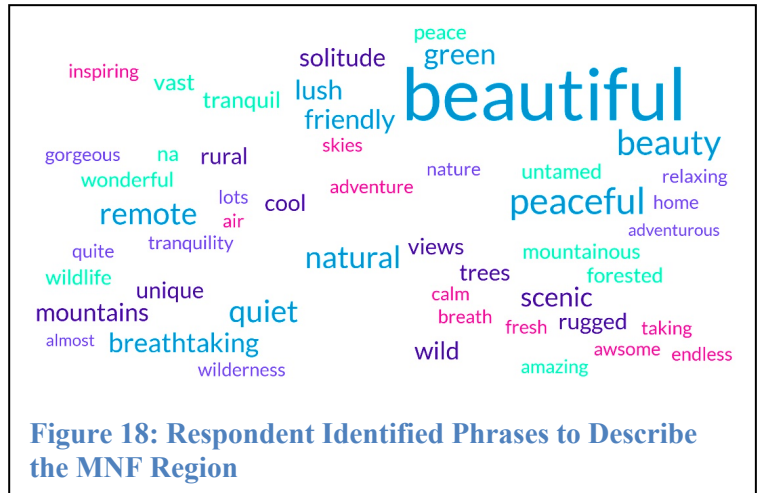 peace
solitude green
inspiring vast lush beautiful
tranquil friendly
skies beauty
gorgeous na rural nature untamed relaxing
wonderful adventure
remote lots cool peaceful home
air adventurous
quite tranquility natural views mountainous
wildlife trees forested
unique calm scenic
mountains quiet breath fresh rugged taking
almost breathtaking wild awsome endless
wilderness amazing
Figure 18: Respondent Identified Phrases to Describe
the MNF Region